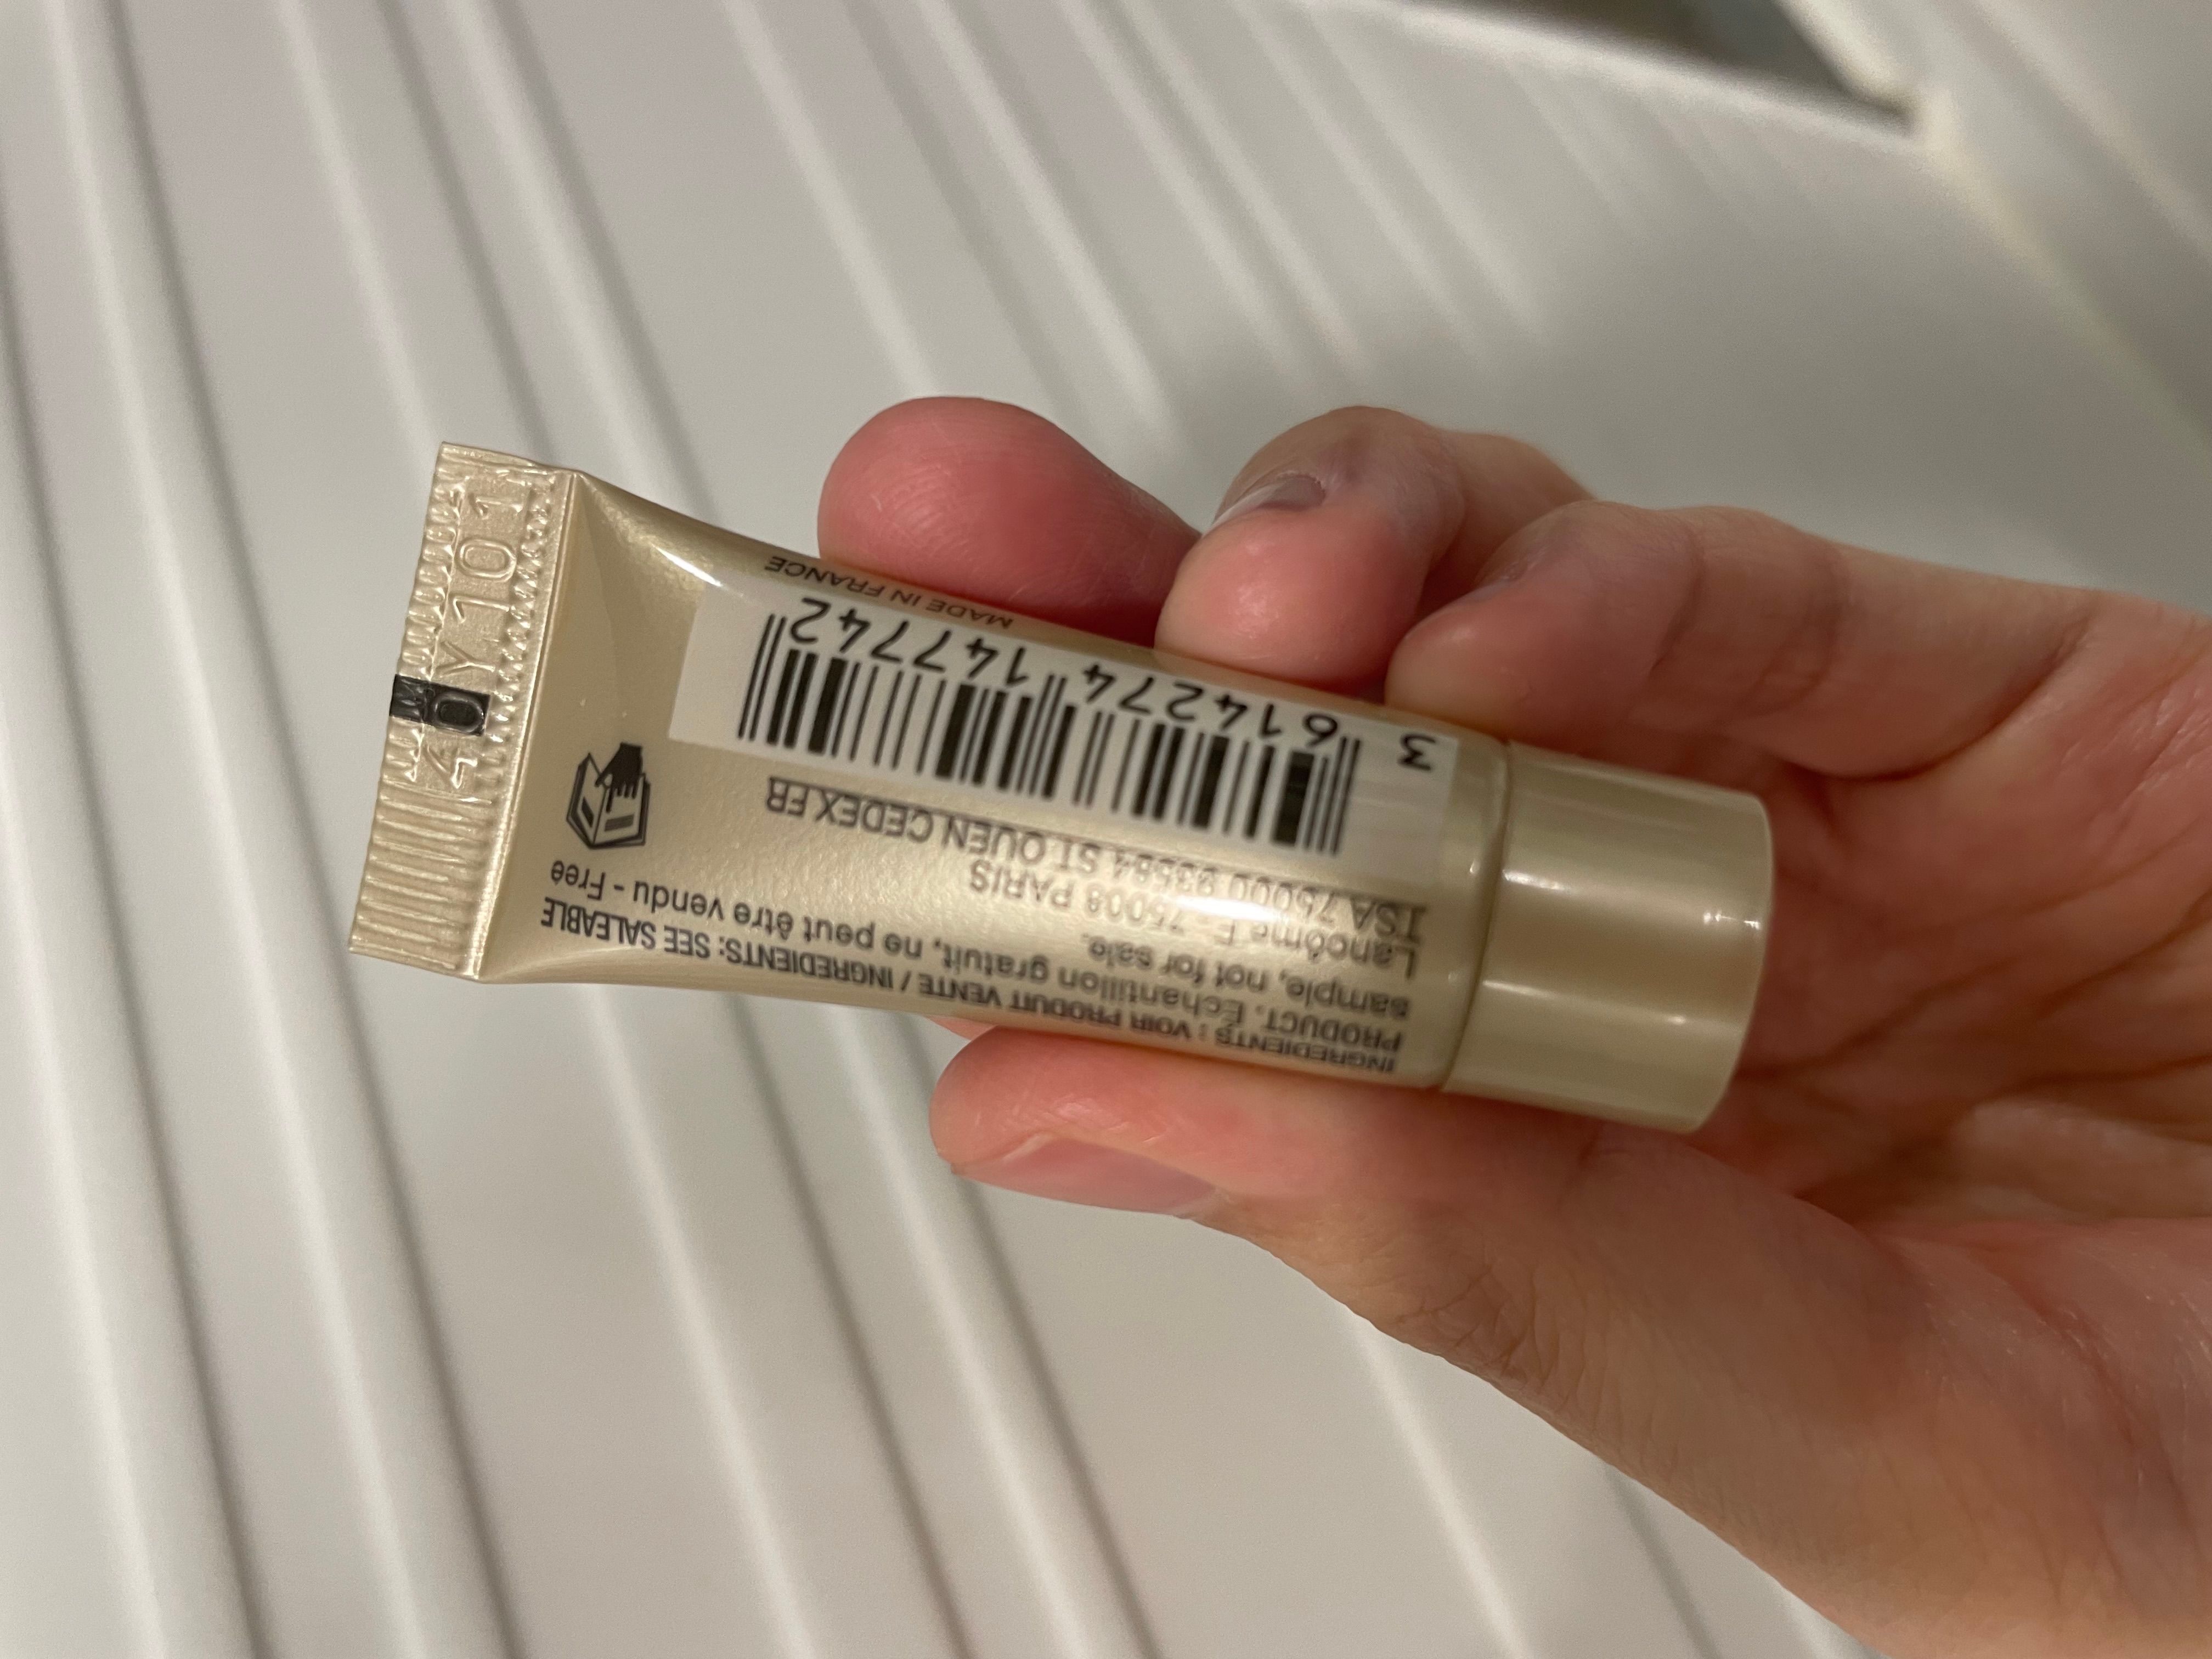 INGREDIENTS : VOIR PRODUIT VENTE / INGREDIENTS: SEE SALEABLE
PRODUCT. Echantillon gratuit, ne peut être vendu - Free
sample, not for sale.
Lancôme F-75008 PARIS
TSA 75000 93584 ST OUEN CEDEX FR
3 614274 147742
MADE IN FRANCE
40Y101